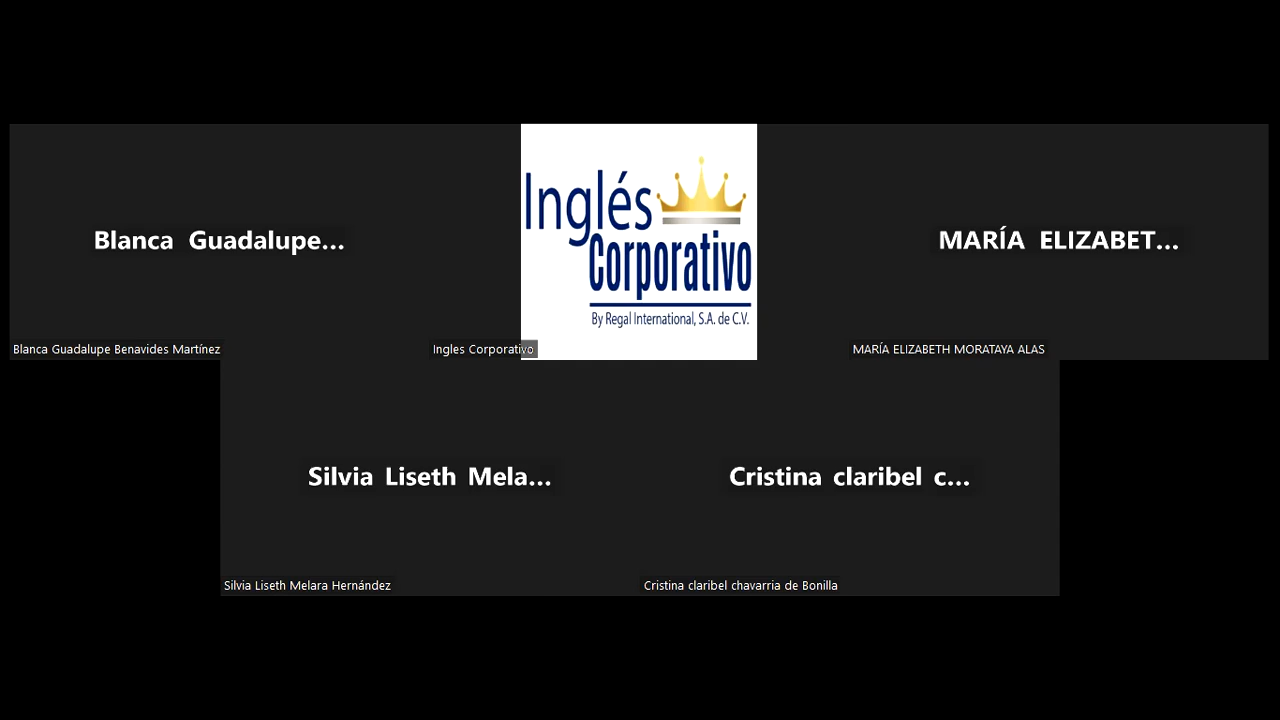 Blanca Guadalupe...
Inglés
Corporativo
By Regal International, S.A. de C.V.
MARÍA ELIZABET...
Blanca Guadalupe Benavides Martínez
Ingles Corporativo
MARÍA ELIZABETH MORATAYA ALAS
Silvia Liseth Mela...
Cristina claribel c...
Silvia Liseth Melara Hernández
Cristina claribel chavarria de Bonilla